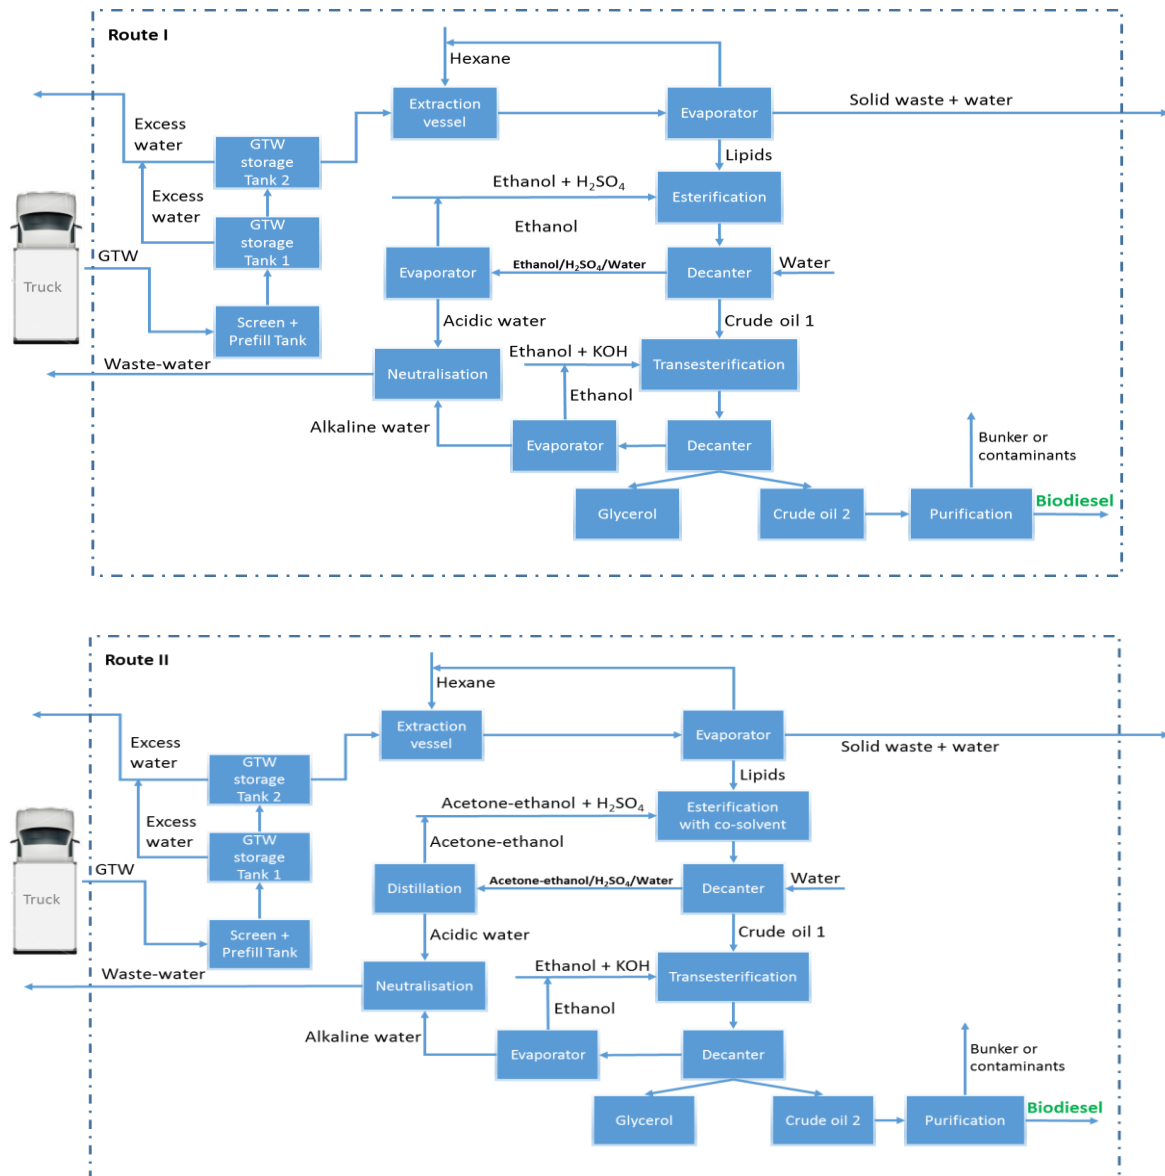 Route I
Hexane
Extraction
vessel
Evaporator
Solid waste + water
Excess
water
GTW
storage
Tank 2
Lipids
Ethanol + H₂SO₄
Esterification
Excess
water
GTW
storage
Tank 1
Ethanol
GTW
Truck
Evaporator
Ethanol/H₂SO₄/Water
Decanter
Water
Screen +
Prefill Tank
Acidic water
Crude oil 1
Waste-water
Neutralisation
Ethanol + KOH
Transesterification
Ethanol
Alkaline water
Evaporator
Decanter
Bunker or
contaminants
Glycerol
Crude oil 2
Purification
Biodiesel
Route II
Hexane
Extraction
vessel
Evaporator
Solid waste + water
Excess
water
GTW
storage
Tank 2
Lipids
Acetone-ethanol + H₂SO₄
Esterification
with co-solvent
Excess
water
GTW
storage
Tank 1
Acetone-ethanol
GTW
Truck
Distillation
Acetone-ethanol/H₂SO₄/Water
Decanter
Water
Screen +
Prefill Tank
Acidic water
Crude oil 1
Waste-water
Neutralisation
Ethanol + KOH
Transesterification
Ethanol
Alkaline water
Evaporator
Decanter
Bunker or
contaminants
Glycerol
Crude oil 2
Purification
Biodiesel